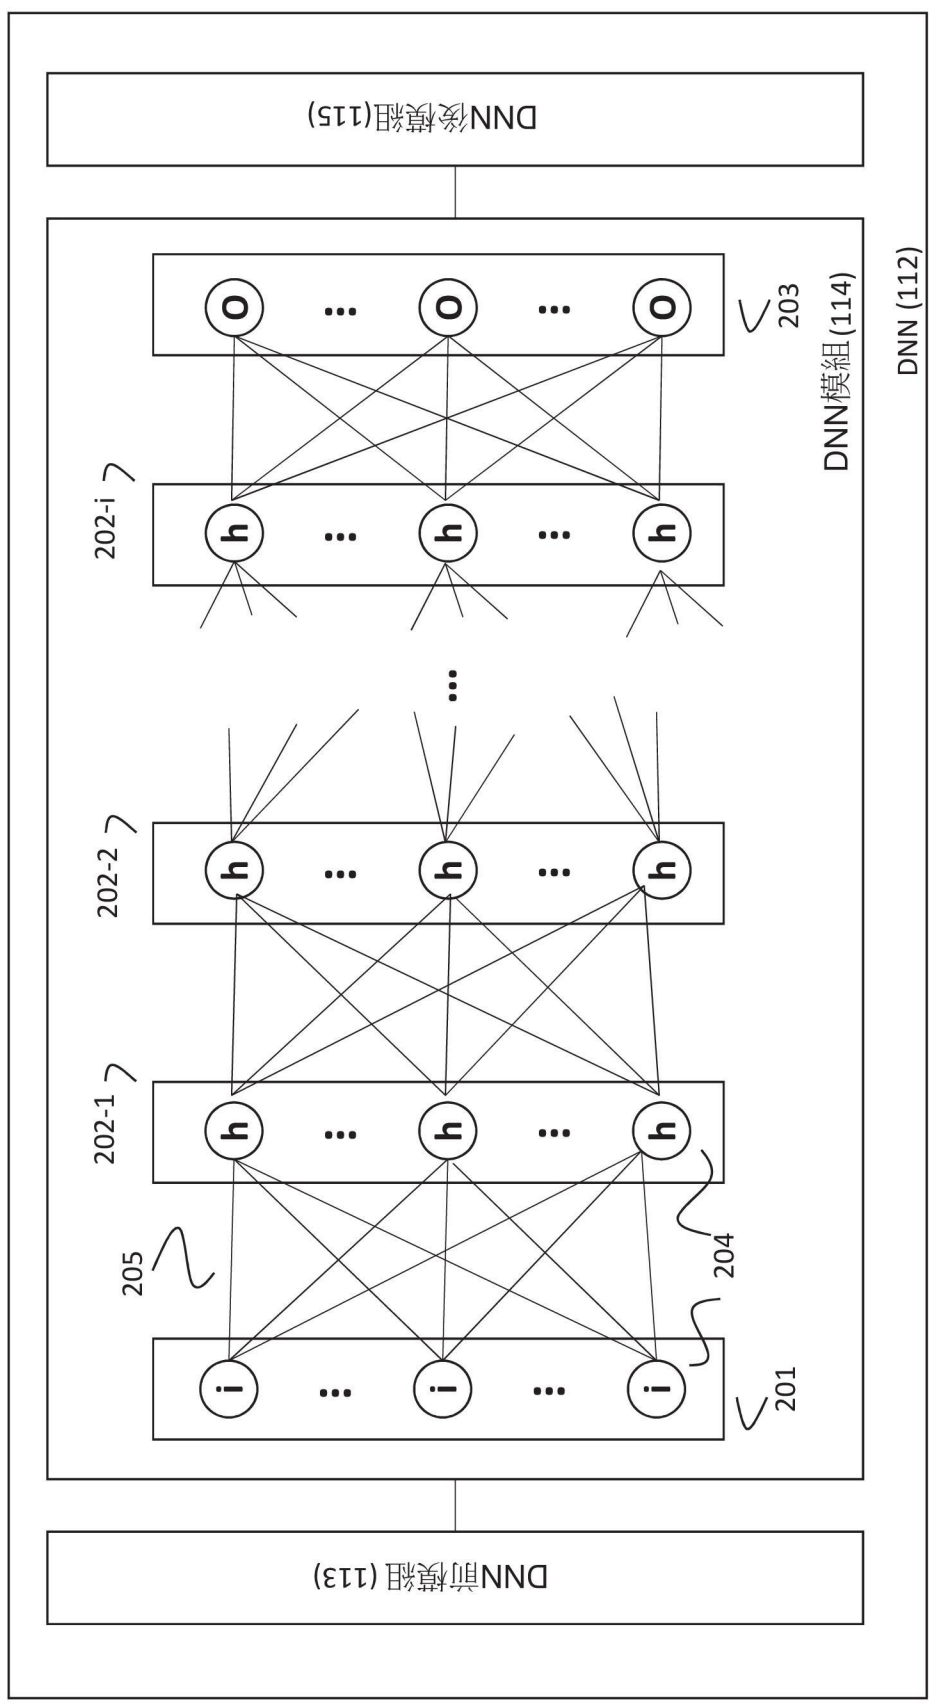 DNN前模組 (113)
205
202-1
202-2
202-i
i h h h O
... ... ... ... ...
i h h ... h O
... ... ... ... ...
i h h h O
201
204
203
DNN模組(114)
DNN後模組(115)
DNN (112)